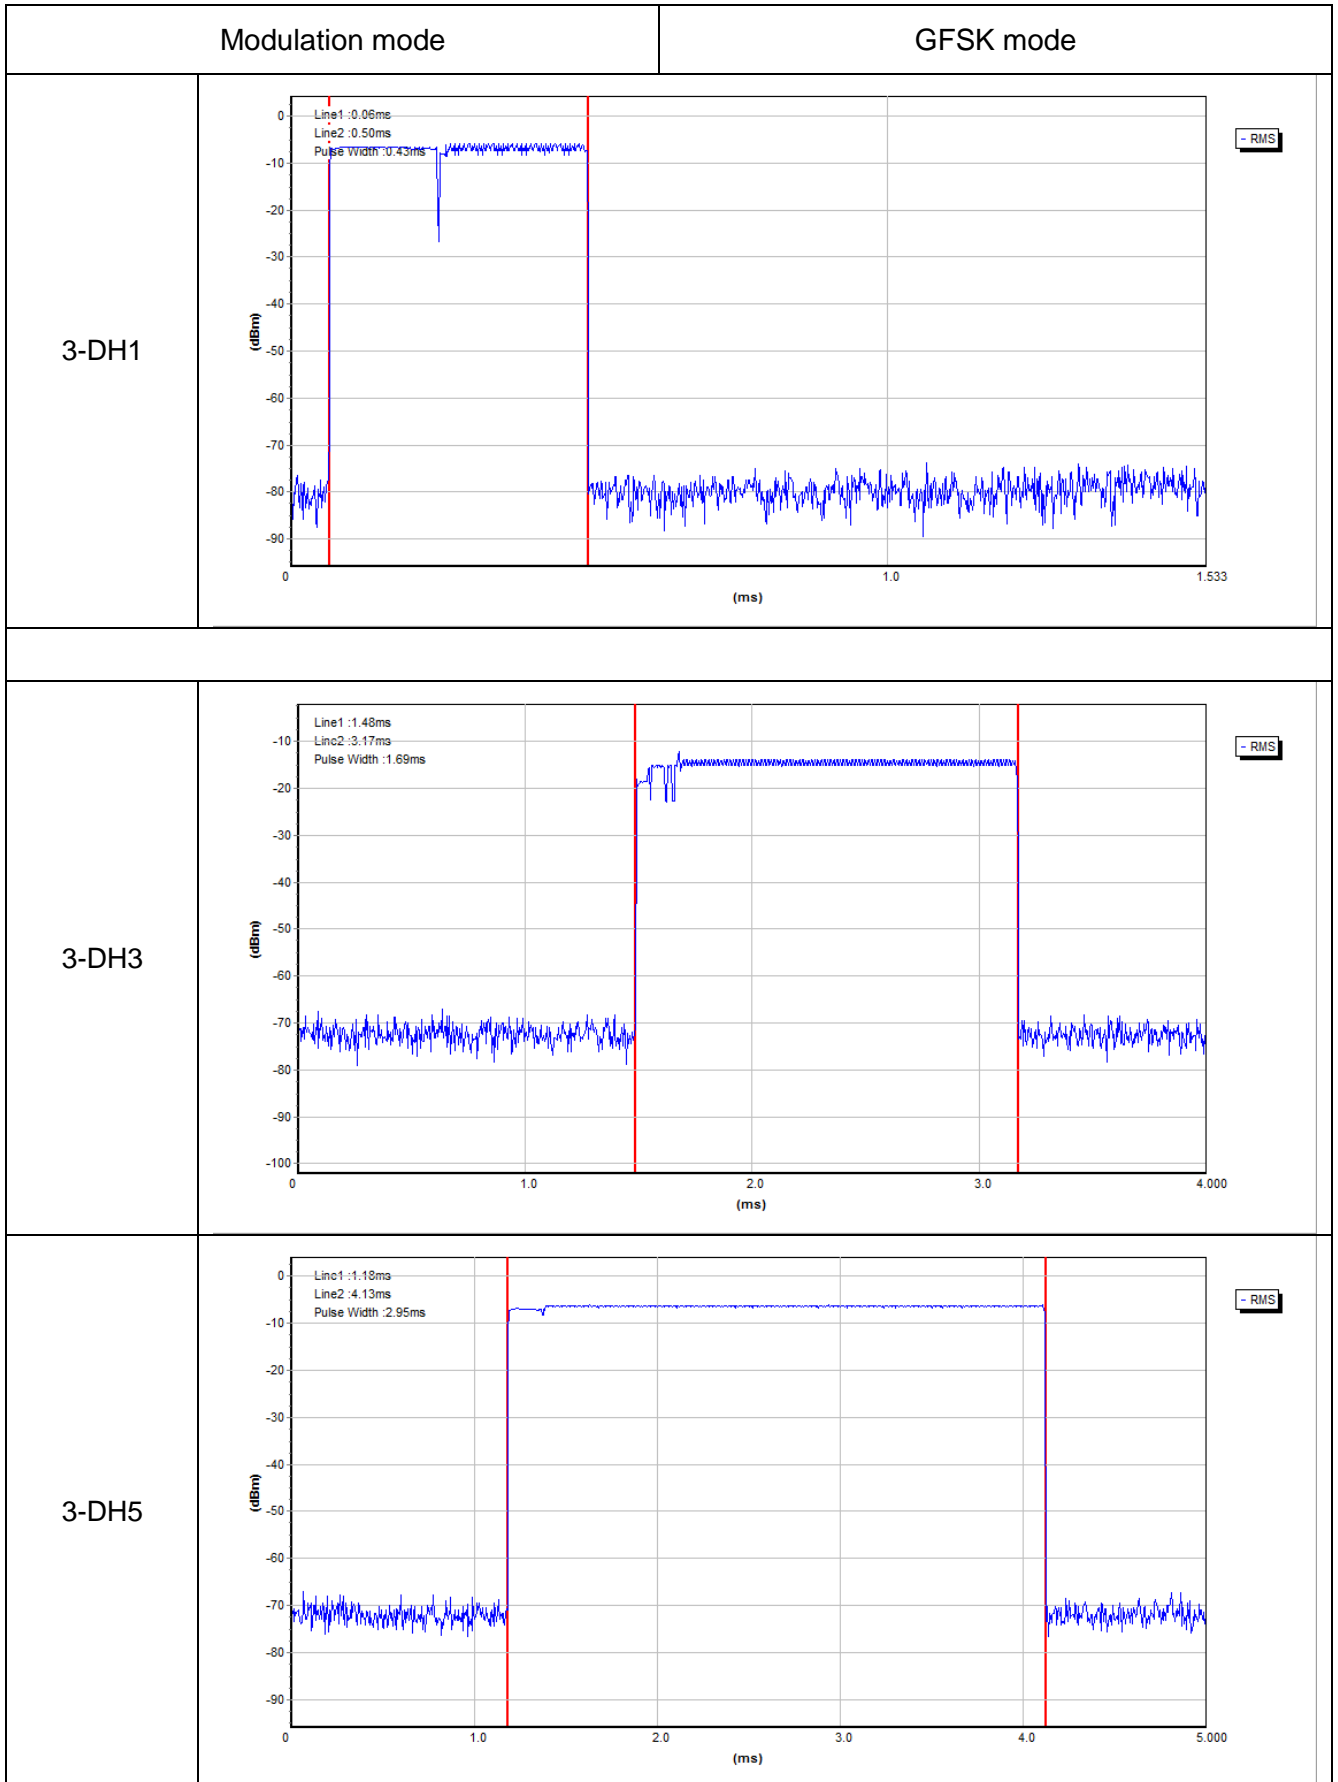 Modulation mode
GFSK mode
3-DH1
Line1 :0.06ms
Line2 :0.50ms
Pulse Width :0.43ms
- RMS
0
-10
-20
-30
-40
-50
-60
-70
-80
-90
(dBm)
0 1.0 1.533
(ms)
3-DH3
Line1 :1.48ms
Line2 :3.17ms
Pulse Width :1.69ms
- RMS
-10
-20
-30
-40
-50
-60
-70
-80
-90
-100
(dBm)
0 1.0 2.0 3.0 4.000
(ms)
3-DH5
Line1 :1.18ms
Line2 :4.13ms
Pulse Width :2.95ms
- RMS
0
-10
-20
-30
-40
-50
-60
-70
-80
-90
(dBm)
0 1.0 2.0 3.0 4.0 5.000
(ms)